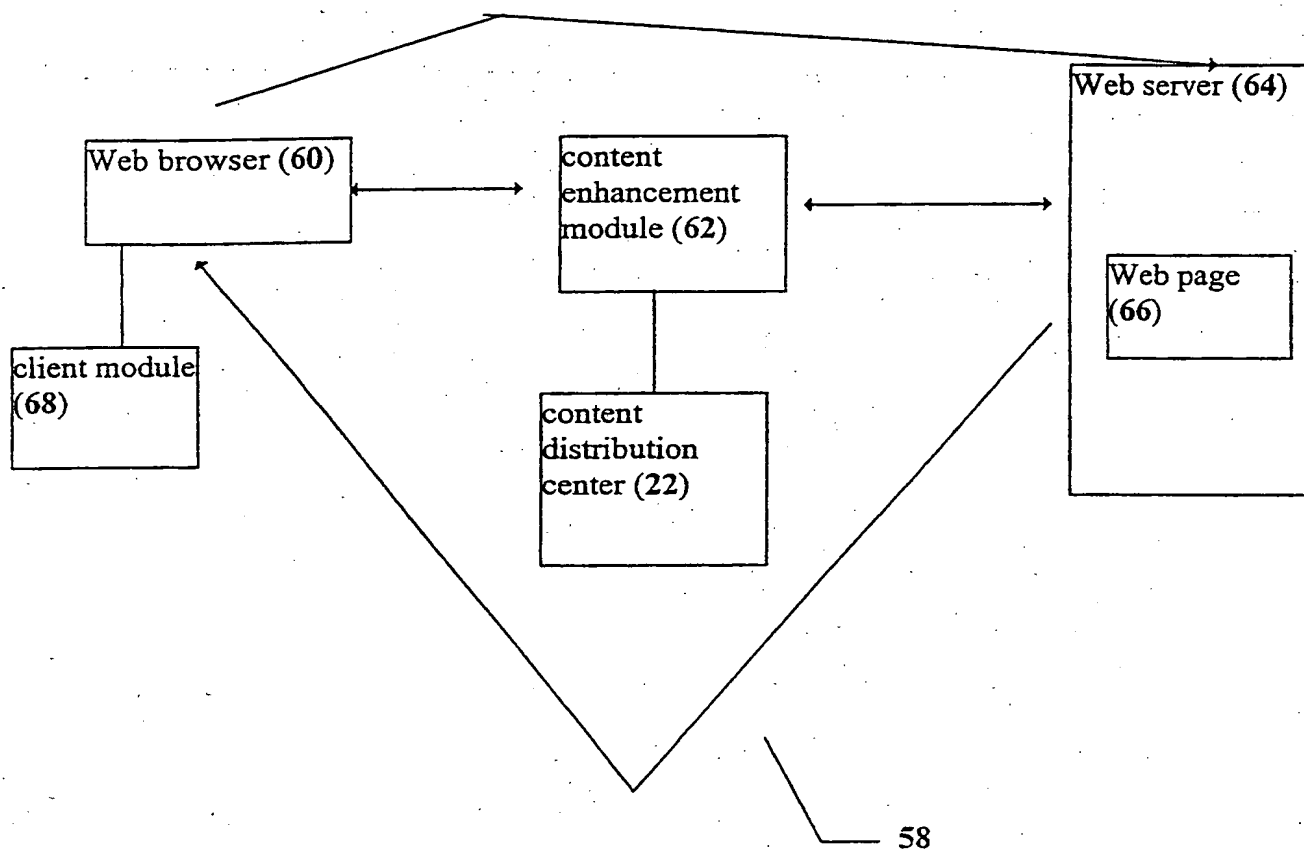 Web server (64)
Web browser (60)
content
enhancement
module (62)
Web page
(66)
client module
(68)
content
distribution
center (22)
58